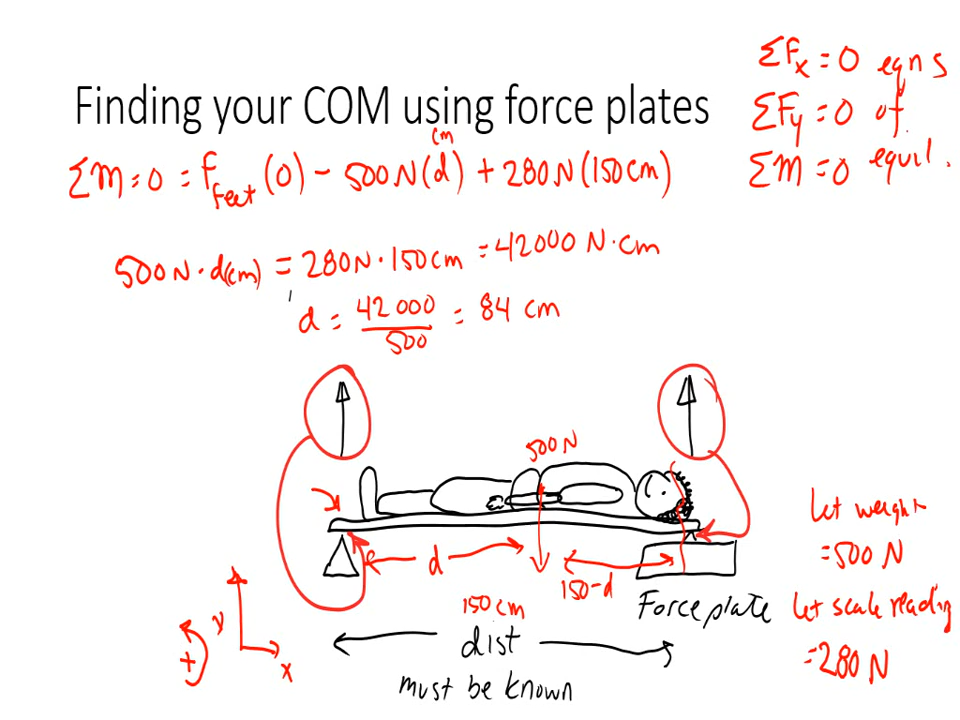 ΣFx = 0 eqns
Finding your COM using force plates
ΣFy = 0 of
cm
ΣM = 0 = Ffeet (0) - 500N(d) + 280N(150cm)
ΣM = 0 equil.
500N · d(cm) = 280N · 150cm = 42000 N·cm
d = 42000/500 = 84 cm
500N
Let weight
= 500 N
d
150-d
150cm
Force plate
Let scale reading
= 280 N
y
+
x
dist
must be known